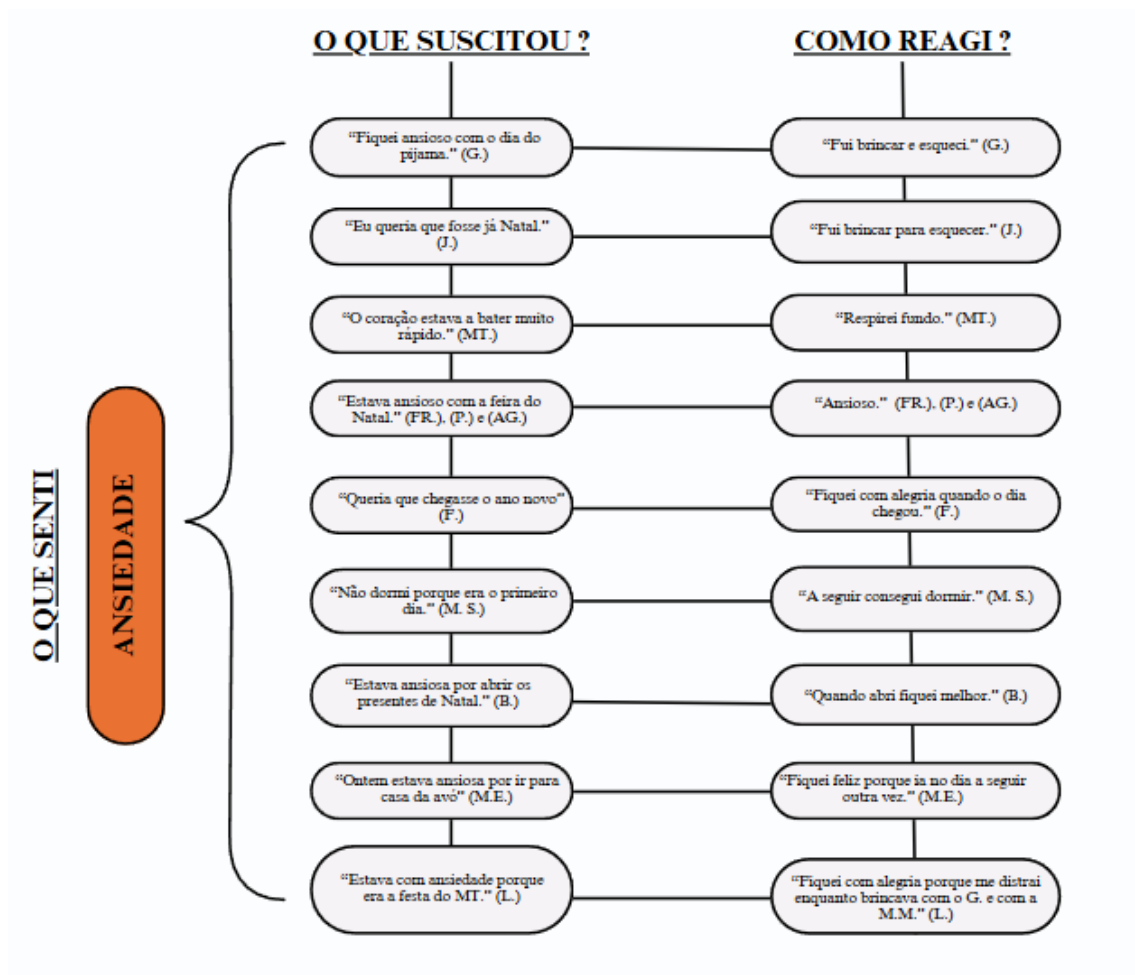 O QUE SUSCITOU ?
COMO REAGI ?
O QUE SENTI
ANSIEDADE
“Fiquei ansioso com o dia do
pijama.” (G.)
“Fui brincar e esqueci.” (G.)
“Eu queria que fosse já Natal.”
(J.)
“Fui brincar para esquecer.” (J.)
“O coração estava a bater muito
rápido.” (MT.)
“Respirei fundo.” (MT.)
“Estava ansioso com a feira do
Natal.” (FR.), (P.) e (AG.)
“Ansioso.” (FR.), (P.) e (AG.)
“Queria que chegasse o ano novo”
(F.)
“Fiquei com alegria quando o dia
chegou.” (F.)
“Não dormi porque era o primeiro
dia.” (M. S.)
“A seguir consegui dormir.” (M. S.)
“Estava ansiosa por abrir os
presentes de Natal.” (B.)
“Quando abri fiquei melhor.” (B.)
“Ontem estava ansiosa por ir para
casa da avó” (M.E.)
“Fiquei feliz porque ia no dia a seguir
outra vez.” (M.E.)
“Estava com ansiedade porque
era a festa do MT.” (L.)
“Fiquei com alegria porque me distrai
enquanto brincava com o G. e com a
M.M.” (L.)